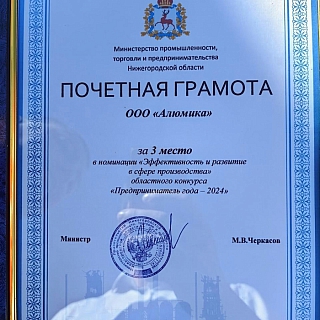 Министерство промышленности,
торговли и предпринимательства
Нижегородской области
ПОЧЕТНАЯ ГРАМОТА
ООО «Алюмика»
за 3 место
в номинации «Эффективность и развитие
в сфере производства»
областного конкурса
«Предприниматель года – 2024»
Министр М.В.Черкасов